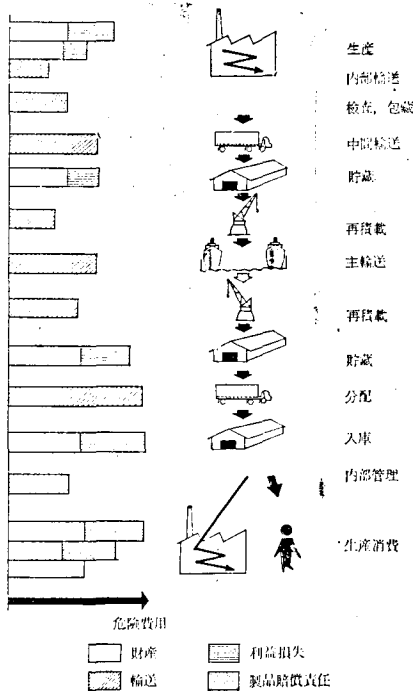 生産
内部輸送
檢査, 包裝
中間輸送
貯蔵
再積載
主輸送
再積載
貯蔵
分配
入庫
内部管理
生産消費
危險費用
財産
利益損失
輸送
製品賠償責任